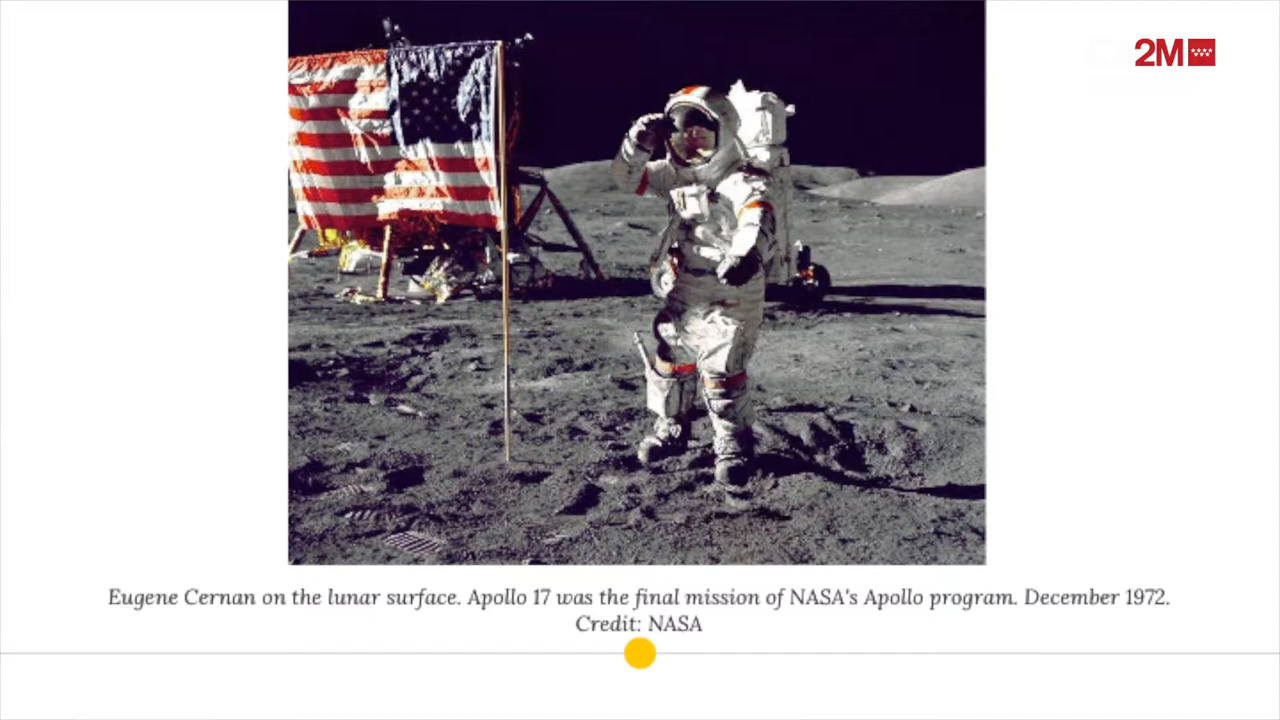 2M
Eugene Cernan on the lunar surface. Apollo 17 was the final mission of NASA's Apollo program. December 1972.
Credit: NASA